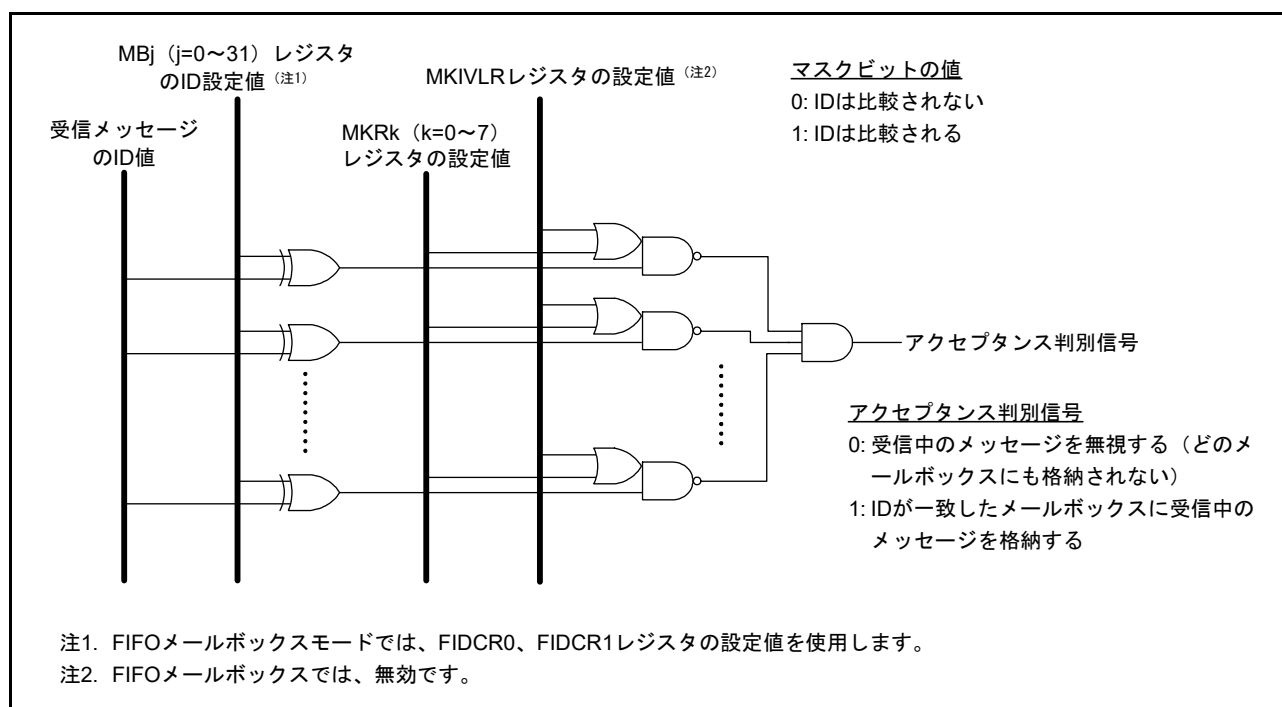 MBj（j=0～31）レジスタ
のID設定値（注1）
MKIVLRレジスタの設定値（注2）
マスクビットの値
0: IDは比較されない
1: IDは比較される
受信メッセージ
のID値
MKRk（k=0～7）
レジスタの設定値
アクセプタンス判別信号
アクセプタンス判別信号
0: 受信中のメッセージを無視する（どのメ
ールボックスにも格納されない）
1: IDが一致したメールボックスに受信中の
メッセージを格納する
注1. FIFOメールボックスモードでは、FIDCR0、FIDCR1レジスタの設定値を使用します。
注2. FIFOメールボックスでは、無効です。